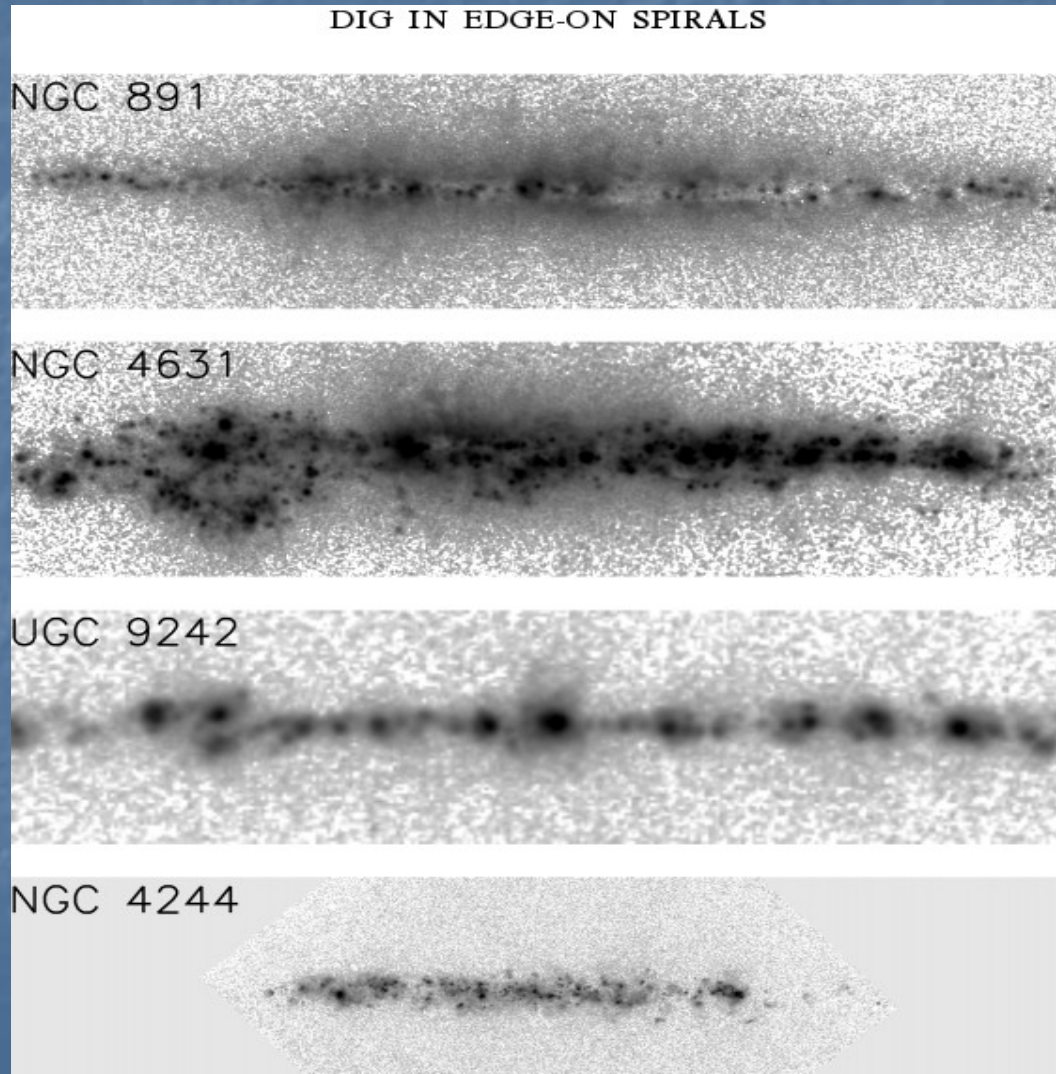 DIG IN EDGE-ON SPIRALS
NGC 891
NGC 4631
UGC 9242
NGC 4244